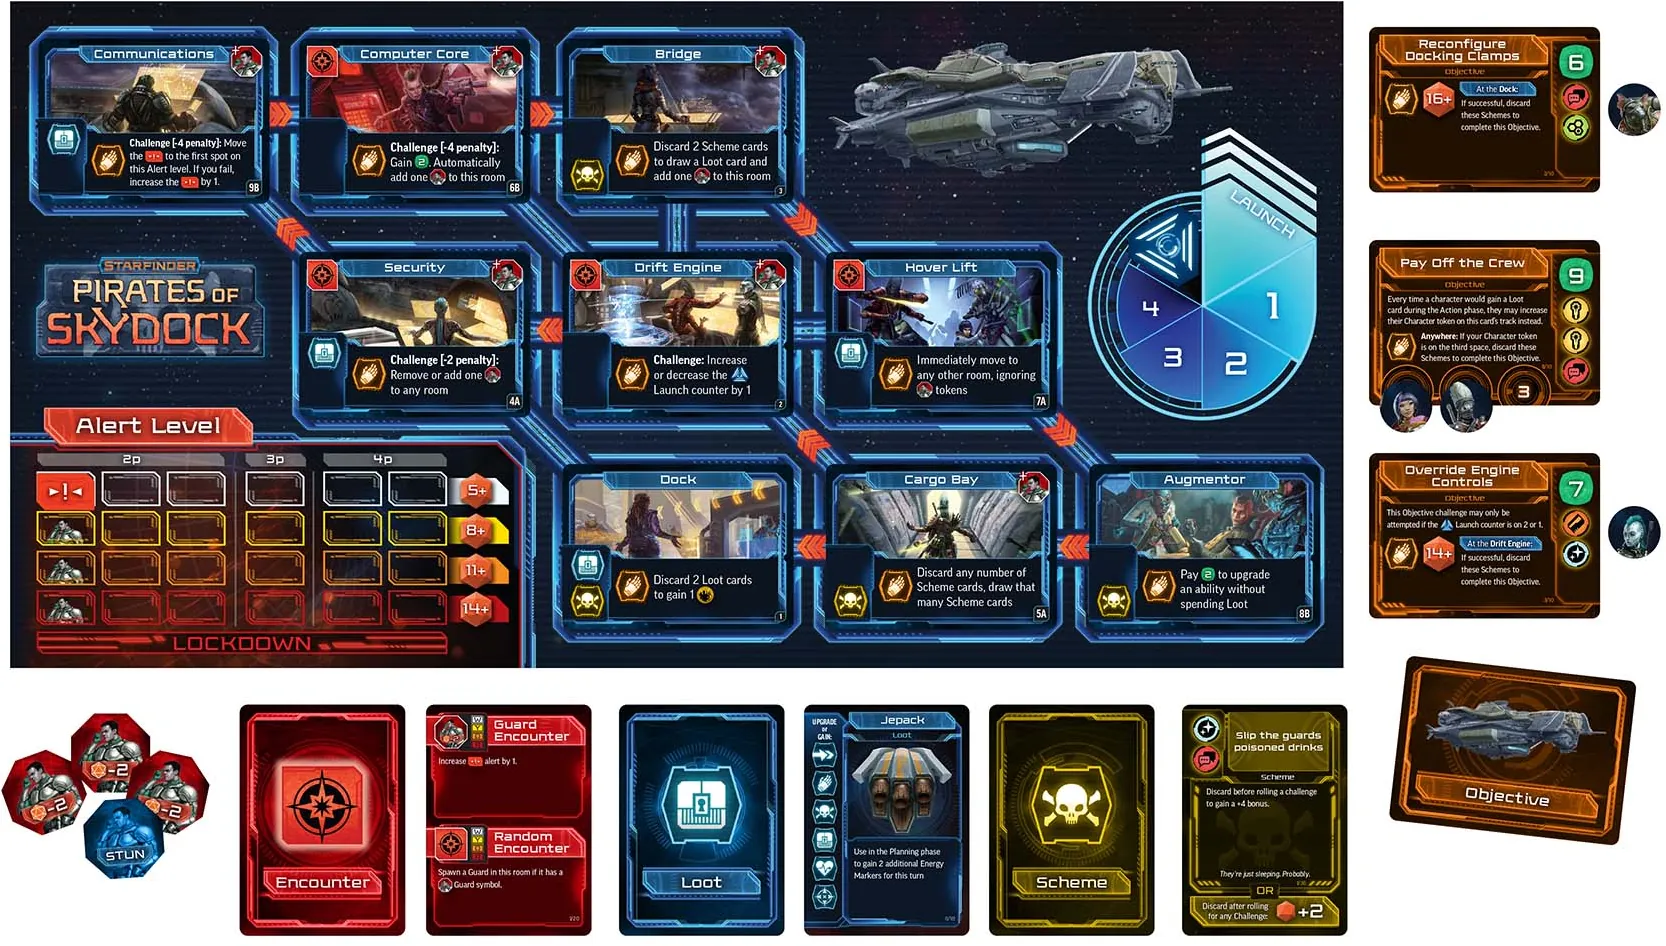 Communications
Challenge [-4 penalty]: Move
the to the first spot on
this Alert level. If you fail,
increase the by 1.
9B
Computer Core
Challenge [-4 penalty]:
Gain 2. Automatically
add one to this room
6B
Bridge
Discard 2 Scheme cards
to draw a Loot card and
add one to this room
3
LAUNCH
1
2
3
4
STARFINDER
PIRATES OF
SKYDOCK
Security
Challenge [-2 penalty]:
Remove or add one
to any room
4A
Drift Engine
Challenge: Increase
or decrease the
Launch counter by 1
2
Hover Lift
Immediately move to
any other room, ignoring
tokens
7A
Alert Level
2p 3p 4p
5+
8+
11+
14+
LOCKDOWN
Dock
Discard 2 Loot cards
to gain 1
1
Cargo Bay
Discard any number of
Scheme cards, draw that
many Scheme cards
5A
Augmentor
Pay 2 to upgrade
an ability without
spending Loot
8B
Reconfigure
Docking Clamps
Objective
6
16+
At the Dock:
If successful, discard
these Schemes to
complete this Objective.
Pay Off the Crew
Objective
9
Every time a character would gain a Loot
card during the Action phase, they may increase
their Character token on this card's track instead.
Anywhere: If your Character token
is on the third space, discard these
Schemes to complete this Objective.
3
Override Engine
Controls
Objective
7
This Objective challenge may only be
attempted if the Launch counter is on 2 or 1.
14+
At the Drift Engine:
If successful, discard
these Schemes to
complete this Objective.
Objective
-2
-2
-2
STUN
Encounter
Guard
Encounter
Increase alert by 1.
Random
Encounter
Spawn a Guard in this room if it has a
Guard symbol.
Loot
UPGRADE
or
GAIN:
Jepack
Loot
Use in the Planning phase
to gain 2 additional Energy
Markers for this turn
Scheme
Slip the guards
poisoned drinks
Scheme
Discard before rolling a challenge
to gain a +4 bonus.
They're just sleeping. Probably.
OR
Discard after rolling
for any Challenge:
+2